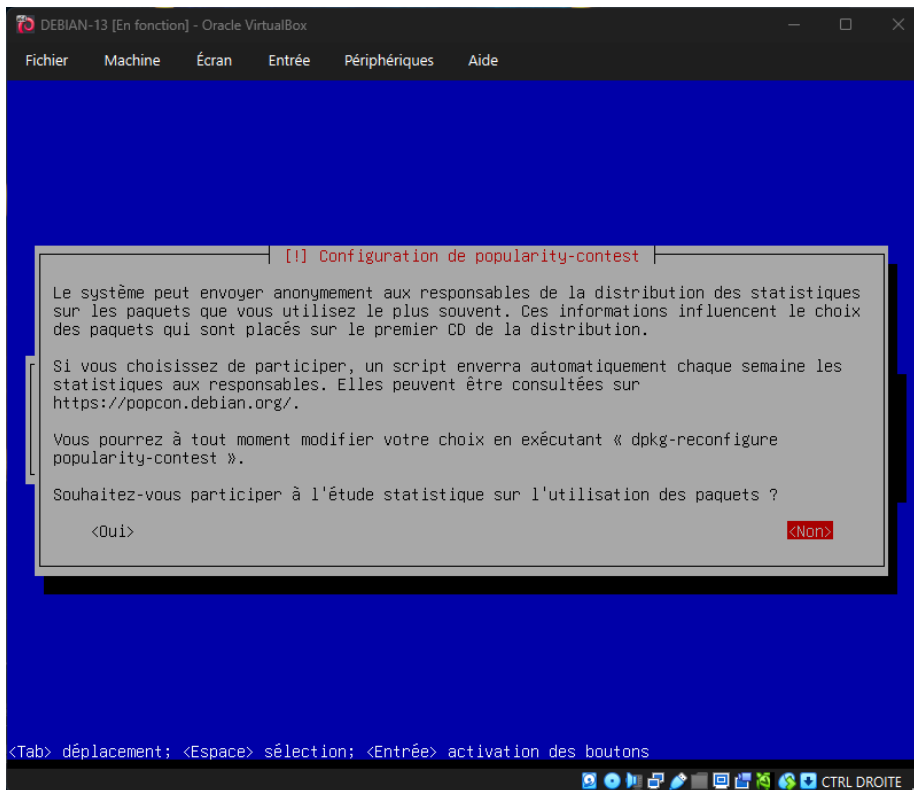 DEBIAN-13 [En fonction] - Oracle VirtualBox
Fichier Machine Écran Entrée Périphériques Aide
[!] Configuration de popularity-contest
Le système peut envoyer anonymement aux responsables de la distribution des statistiques
sur les paquets que vous utilisez le plus souvent. Ces informations influencent le choix
des paquets qui sont placés sur le premier CD de la distribution.
Si vous choisissez de participer, un script enverra automatiquement chaque semaine les
statistiques aux responsables. Elles peuvent être consultées sur
https://popcon.debian.org/.
Vous pourrez à tout moment modifier votre choix en exécutant « dpkg-reconfigure
popularity-contest ».
Souhaitez-vous participer à l'étude statistique sur l'utilisation des paquets ?
<Oui> <Non>
<Tab> déplacement; <Espace> sélection; <Entrée> activation des boutons
CTRL DROITE